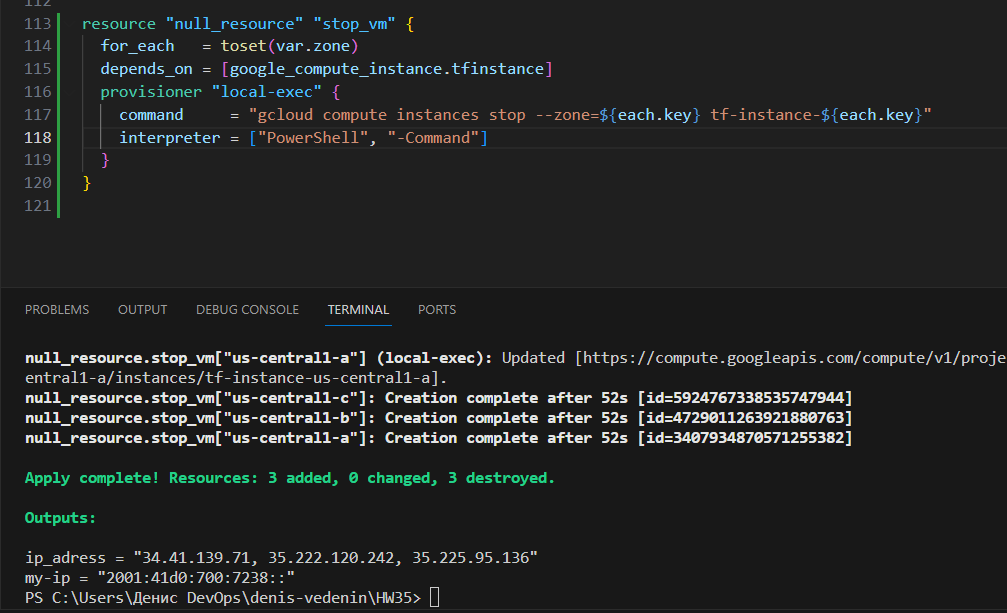 112
113 resource "null_resource" "stop_vm" {
114 for_each   = toset(var.zone)
115 depends_on = [google_compute_instance.tfinstance]
116 provisioner "local-exec" {
117 command     = "gcloud compute instances stop --zone=${each.key} tf-instance-${each.key}"
118 interpreter = ["PowerShell", "-Command"]
119 }
120 }
121
PROBLEMS OUTPUT DEBUG CONSOLE TERMINAL PORTS
null_resource.stop_vm["us-central1-a"] (local-exec): Updated [https://compute.googleapis.com/compute/v1/proje
entral1-a/instances/tf-instance-us-central1-a].
null_resource.stop_vm["us-central1-c"]: Creation complete after 52s [id=5924767338535747944]
null_resource.stop_vm["us-central1-b"]: Creation complete after 52s [id=4729011263921880763]
null_resource.stop_vm["us-central1-a"]: Creation complete after 52s [id=3407934870571255382]
Apply complete! Resources: 3 added, 0 changed, 3 destroyed.
Outputs:
ip_adress = "34.41.139.71, 35.222.120.242, 35.225.95.136"
my-ip = "2001:41d0:700:7238::"
PS C:\Users\Денис DevOps\denis-vedenin\HW35>